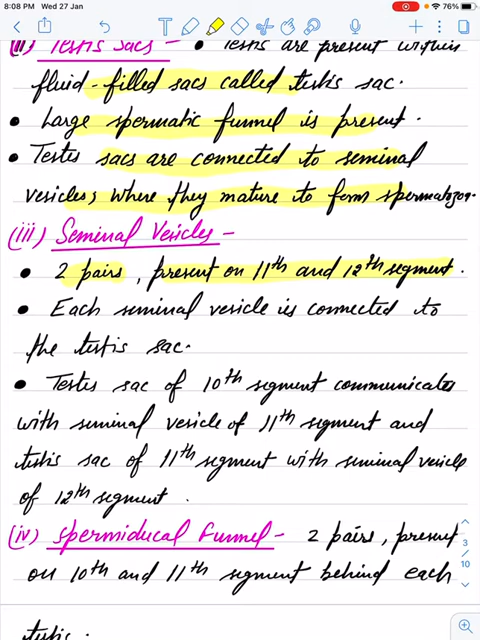 8:08 PM Wed 27 Jan
76%
(ii) Testis Sacs - • Testis are present within
fluid-filled sacs called testis sac.
• Large spermatic funnel is present.
• Testes sacs are connected to seminal
vesicles, where they mature to form spermatozoa.
(iii) Seminal Vesicles -
• 2 pairs, present on 11th and 12th segment.
• Each seminal vesicle is connected to
the testis sac.
• Testes sac of 10th segment communicates
with seminal vesicle of 11th segment and
testis sac of 11th segment with seminal vesicle
of 12th segment.
(iv) Spermiducal Funnel - 2 pairs, present
on 10th and 11th segment behind each
testis.
3
/
10